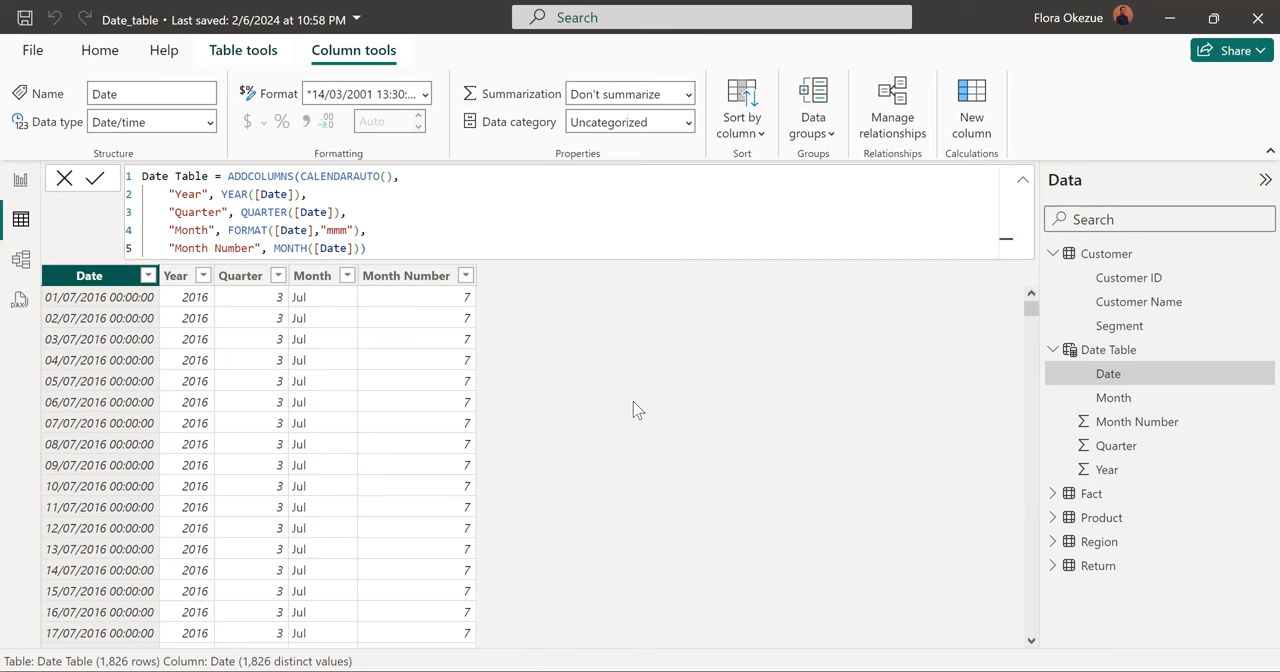 Date_table • Last saved: 2/6/2024 at 10:58 PM
Search
Flora Okezue
File
Home
Help
Table tools
Column tools
Share
Name
Date
Data type
Date/time
Structure
Format
*14/03/2001 13:30:...
$ % 9 .00
Auto
Formatting
Summarization
Don't summarize
Data category
Uncategorized
Properties
Sort by
column
Sort
Data
groups
Groups
Manage
relationships
Relationships
New
column
Calculations
1 Date Table = ADDCOLUMNS(CALENDARAUTO(),
2 "Year", YEAR([Date]),
3 "Quarter", QUARTER([Date]),
4 "Month", FORMAT([Date],"mmm"),
5 "Month Number", MONTH([Date]))
DAX
Date Year Quarter Month Month Number
01/07/2016 00:00:00 2016 3 Jul 7
02/07/2016 00:00:00 2016 3 Jul 7
03/07/2016 00:00:00 2016 3 Jul 7
04/07/2016 00:00:00 2016 3 Jul 7
05/07/2016 00:00:00 2016 3 Jul 7
06/07/2016 00:00:00 2016 3 Jul 7
07/07/2016 00:00:00 2016 3 Jul 7
08/07/2016 00:00:00 2016 3 Jul 7
09/07/2016 00:00:00 2016 3 Jul 7
10/07/2016 00:00:00 2016 3 Jul 7
11/07/2016 00:00:00 2016 3 Jul 7
12/07/2016 00:00:00 2016 3 Jul 7
13/07/2016 00:00:00 2016 3 Jul 7
14/07/2016 00:00:00 2016 3 Jul 7
15/07/2016 00:00:00 2016 3 Jul 7
16/07/2016 00:00:00 2016 3 Jul 7
17/07/2016 00:00:00 2016 3 Jul 7
Data
Search
Customer
Customer ID
Customer Name
Segment
Date Table
Date
Month
Month Number
Quarter
Year
Fact
Product
Region
Return
Table: Date Table (1,826 rows) Column: Date (1,826 distinct values)